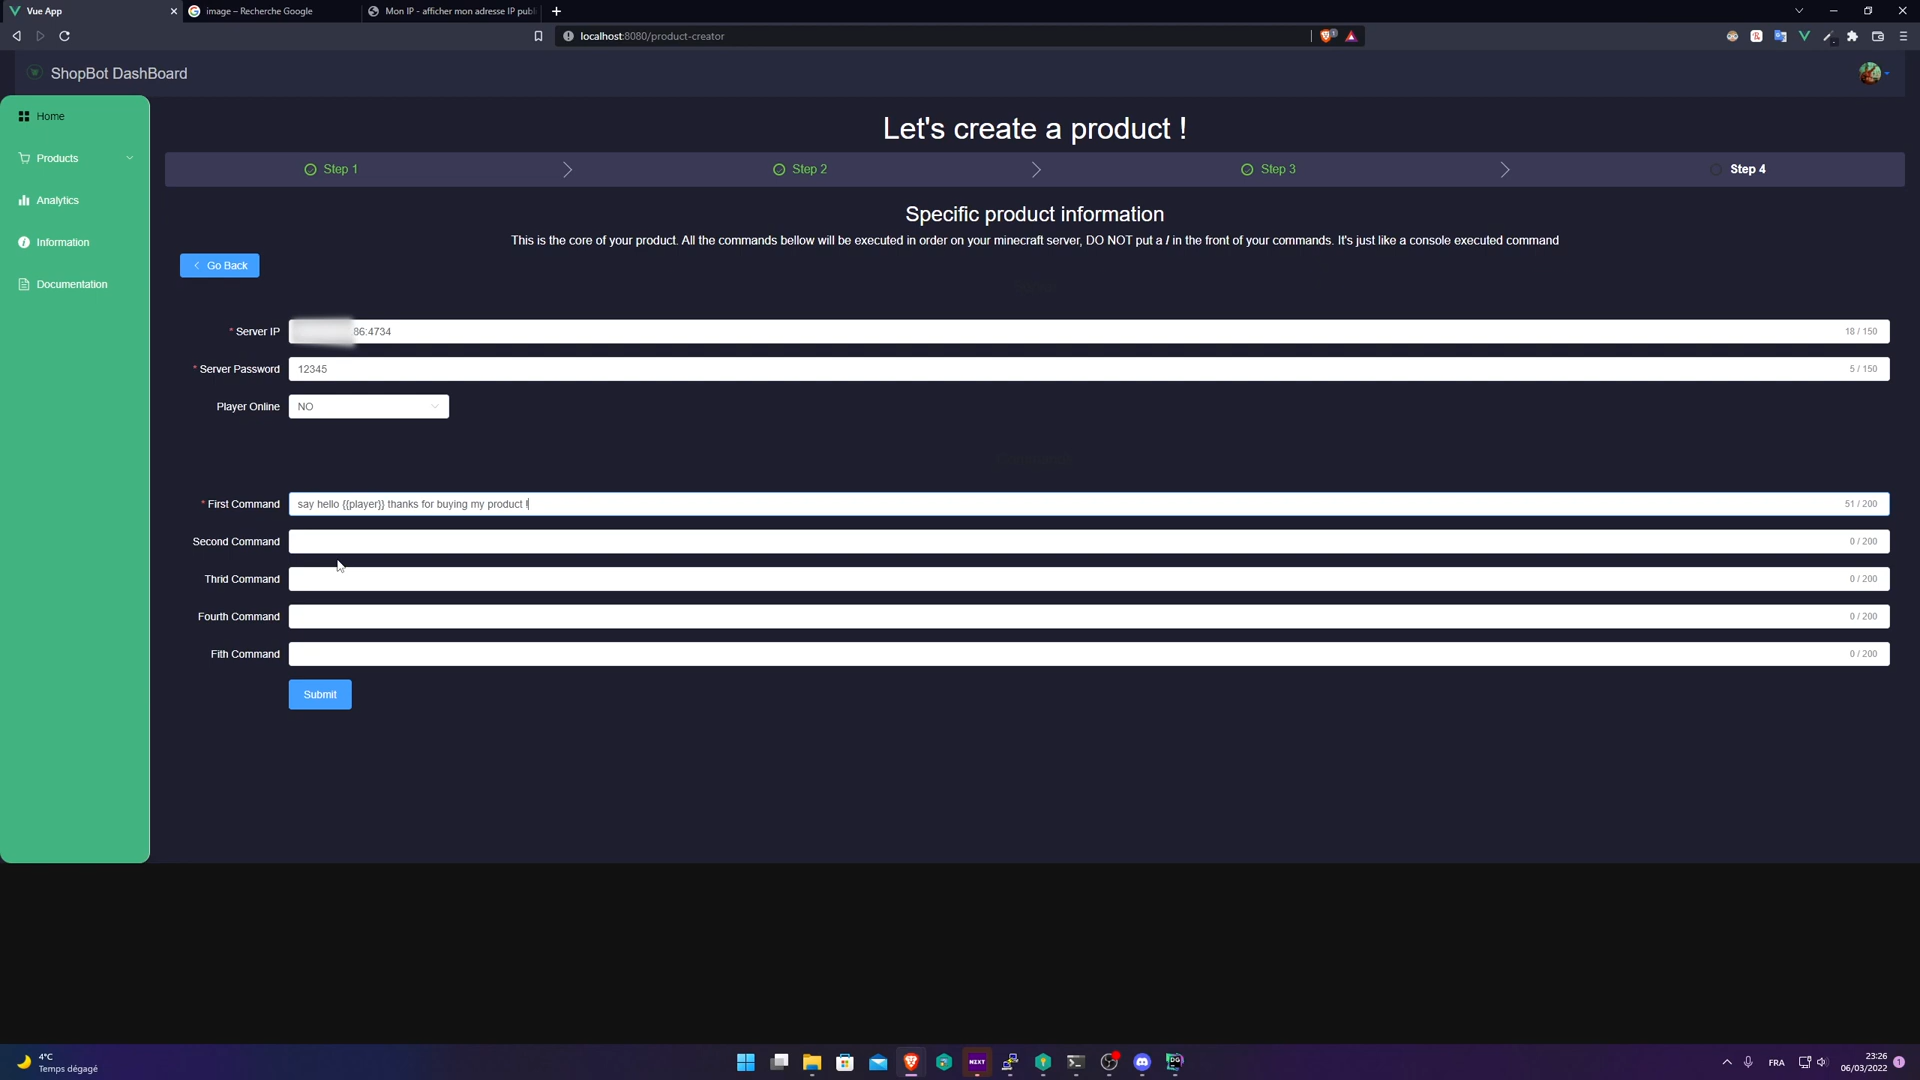 Vue App
image – Recherche Google
Mon IP - afficher mon adresse IP publ
localhost:8080/product-creator
ShopBot DashBoard
Home
Products
Analytics
Information
Documentation
Let's create a product !
Step 1
Step 2
Step 3
Step 4
Specific product information
This is the core of your product. All the commands bellow will be executed in order on your minecraft server, DO NOT put a / in the front of your commands. It's just like a console executed command
Go Back
* Server IP
86:4734
18 / 150
* Server Password
12345
5 / 150
Player Online
NO
* First Command
say hello {{player}} thanks for buying my product !
51 / 200
Second Command
0 / 200
Thrid Command
0 / 200
Fourth Command
0 / 200
Fith Command
0 / 200
Submit
4°C
Temps dégagé
NIXT
DG
FRA
23:26
06/03/2022
1